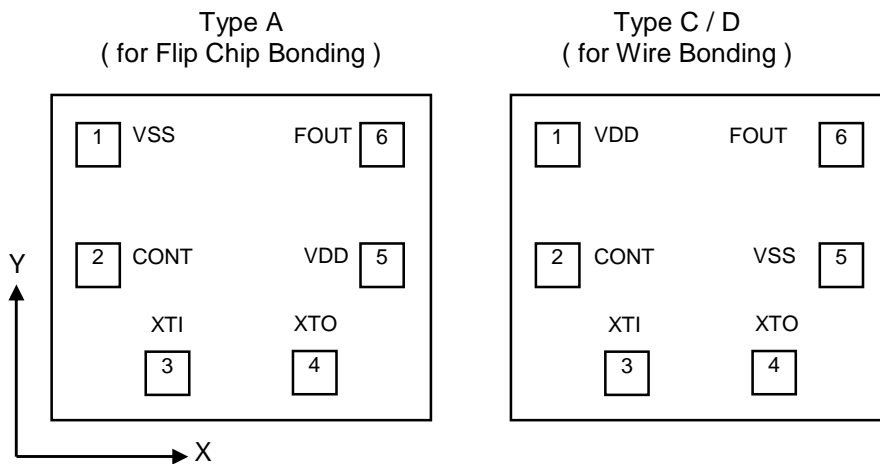 Type A
( for Flip Chip Bonding )
1 VSS FOUT 6
2 CONT VDD 5
XTI XTO
3 4
Type C / D
( for Wire Bonding )
1 VDD FOUT 6
2 CONT VSS 5
XTI XTO
3 4
Y
X